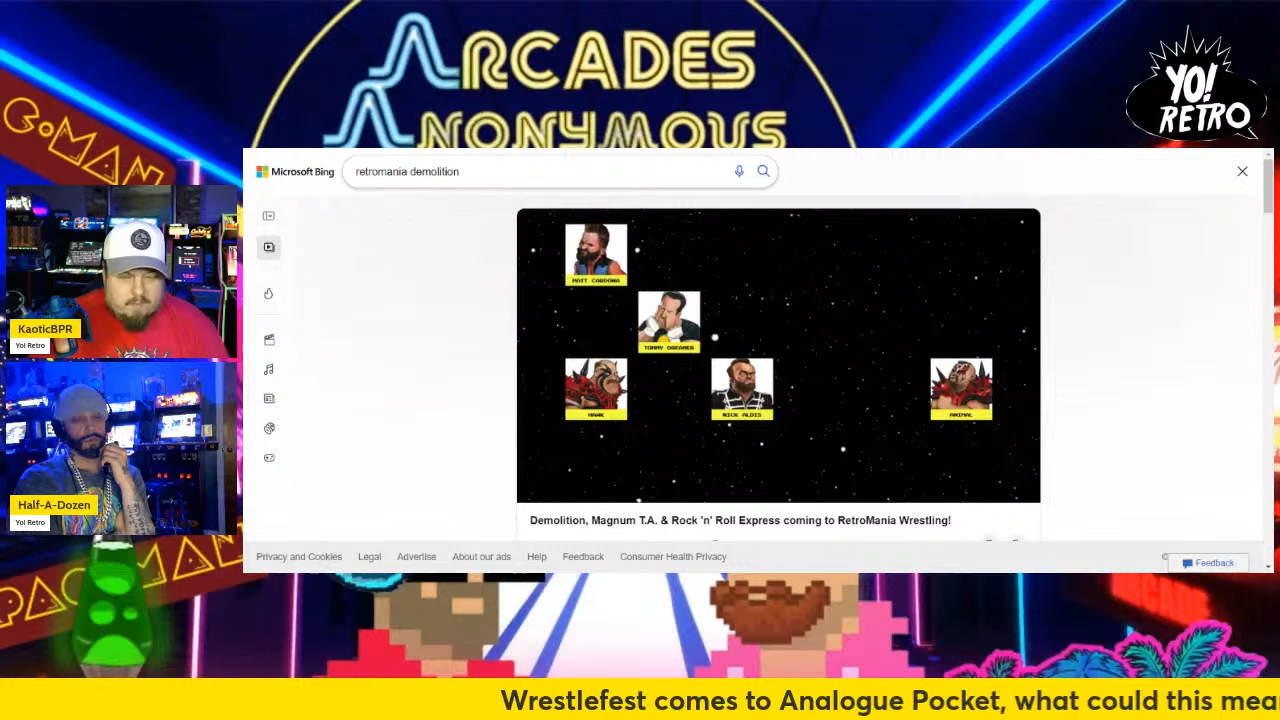 ARCADES
ANONYMOUS
YO!
RETRO
Microsoft Bing
retromania demolition
MATT CARDONA
TOMMY DREAMER
HAWK
NICK ALDIS
ANIMAL
KaoticBPR
Yo! Retro
Half-A-Dozen
Yo! Retro
Demolition, Magnum T.A. & Rock 'n' Roll Express coming to RetroMania Wrestling!
Privacy and Cookies
Legal
Advertise
About our ads
Help
Feedback
Consumer Health Privacy
©
Feedback
ARCADE
Wrestlefest comes to Analogue Pocket, what could this mea